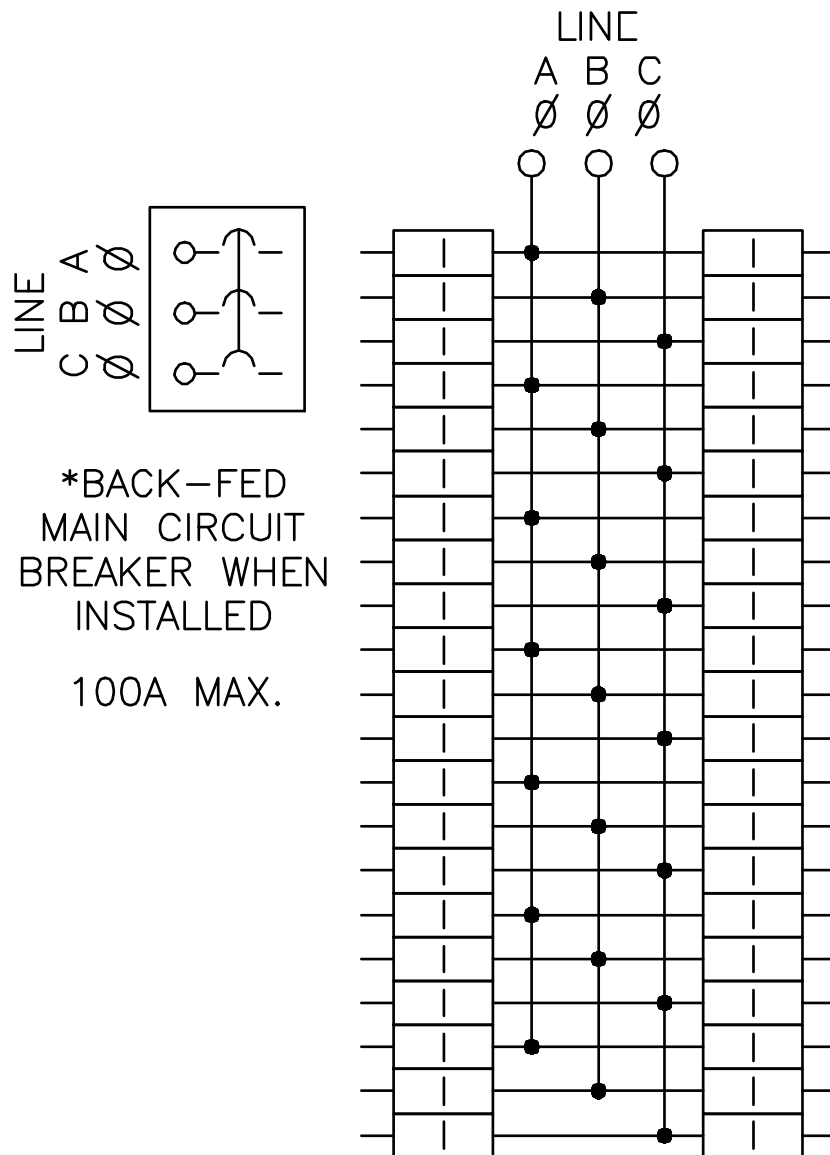 LINE
A B C
Ø Ø Ø
LINE
A Ø
B Ø
C Ø
*BACK-FED
MAIN CIRCUIT
BREAKER WHEN
INSTALLED
100A MAX.